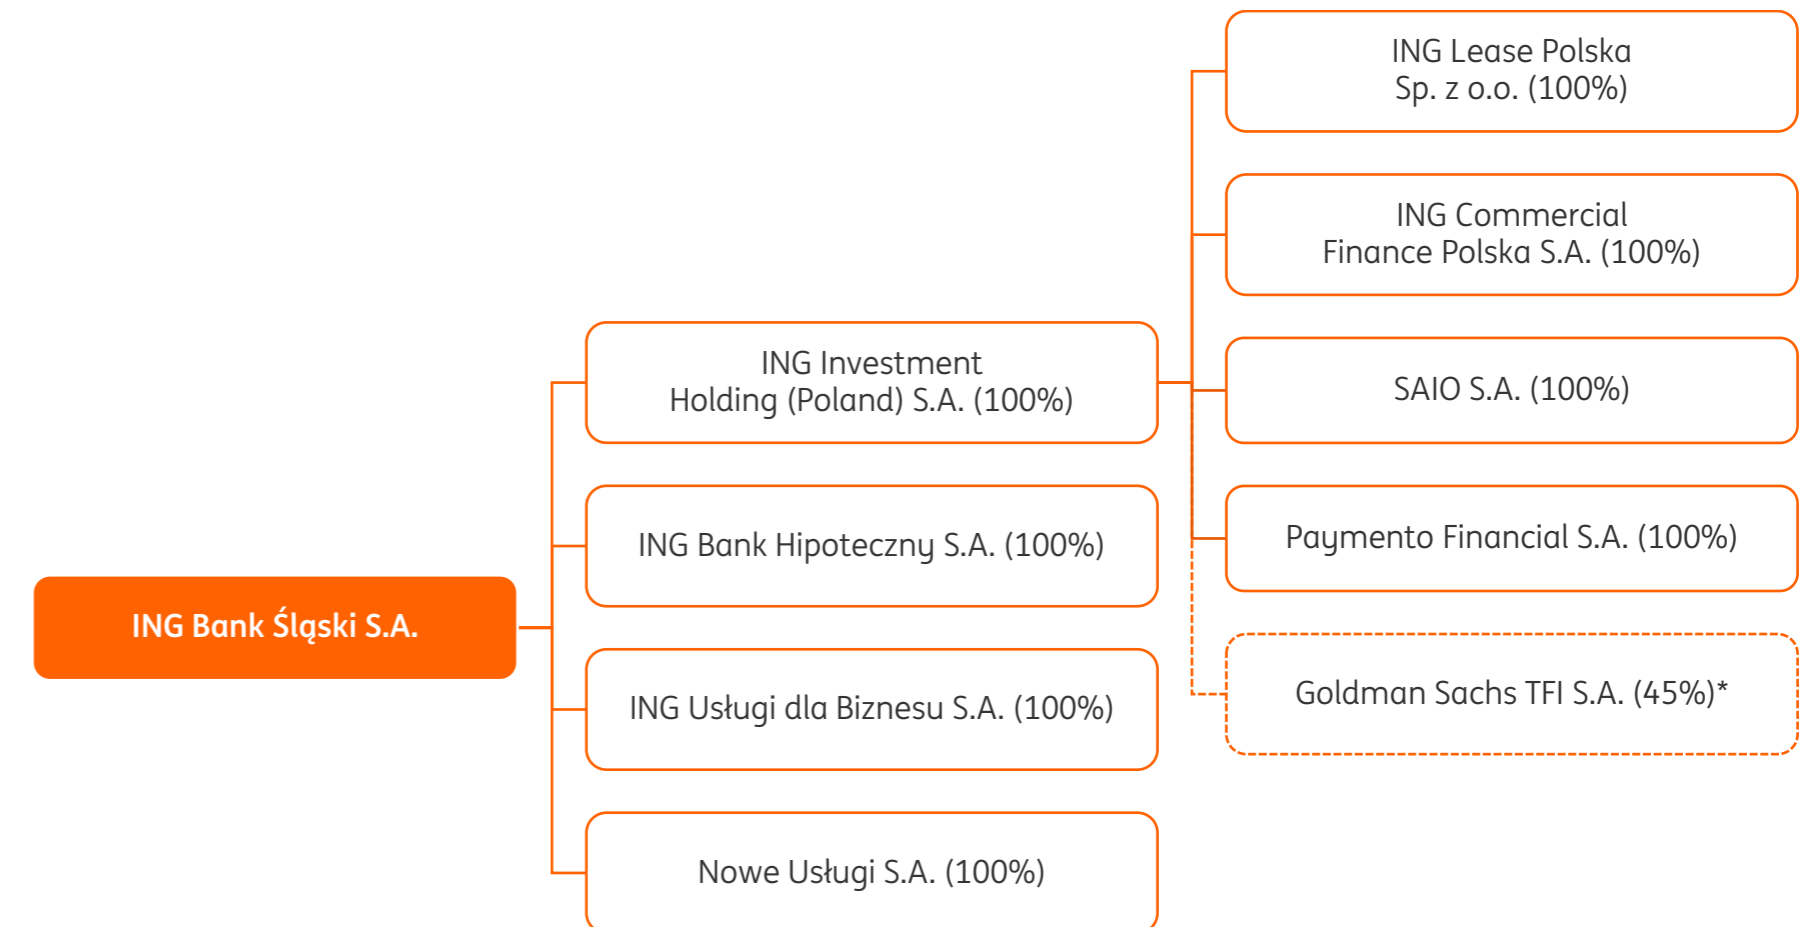 ING Bank Śląski S.A.
ING Investment
Holding (Poland) S.A. (100%)
ING Bank Hipoteczny S.A. (100%)
ING Usługi dla Biznesu S.A. (100%)
Nowe Usługi S.A. (100%)
ING Lease Polska
Sp. z o.o. (100%)
ING Commercial
Finance Polska S.A. (100%)
SAIO S.A. (100%)
Paymento Financial S.A. (100%)
Goldman Sachs TFI S.A. (45%)*